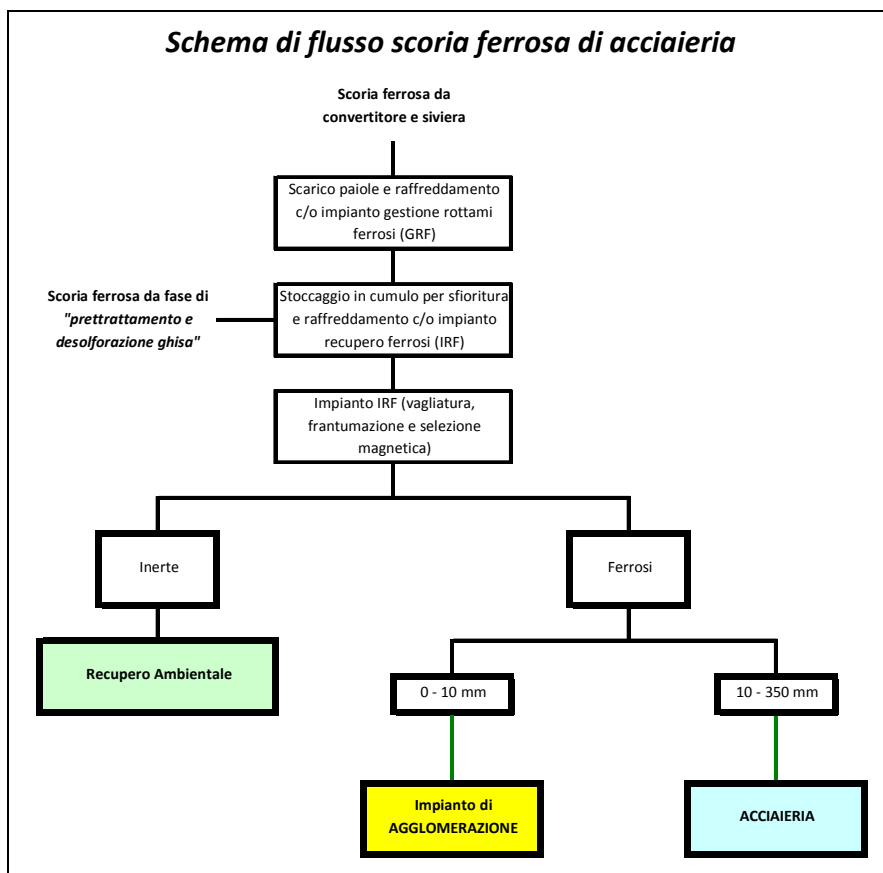 Schema di flusso scoria ferrosa di acciaieria
Scoria ferrosa da
convertitore e siviera
Scarico paiole e raffreddamento
c/o impianto gestione rottami
ferrosi (GRF)
Scoria ferrosa da fase di
"prettrattamento e
desolforazione ghisa"
Stoccaggio in cumulo per sfioritura
e raffreddamento c/o impianto
recupero ferrosi (IRF)
Impianto IRF (vagliatura,
frantumazione e selezione
magnetica)
Inerte
Ferrosi
Recupero Ambientale
0 - 10 mm
10 - 350 mm
Impianto di
AGGLOMERAZIONE
ACCIAIERIA